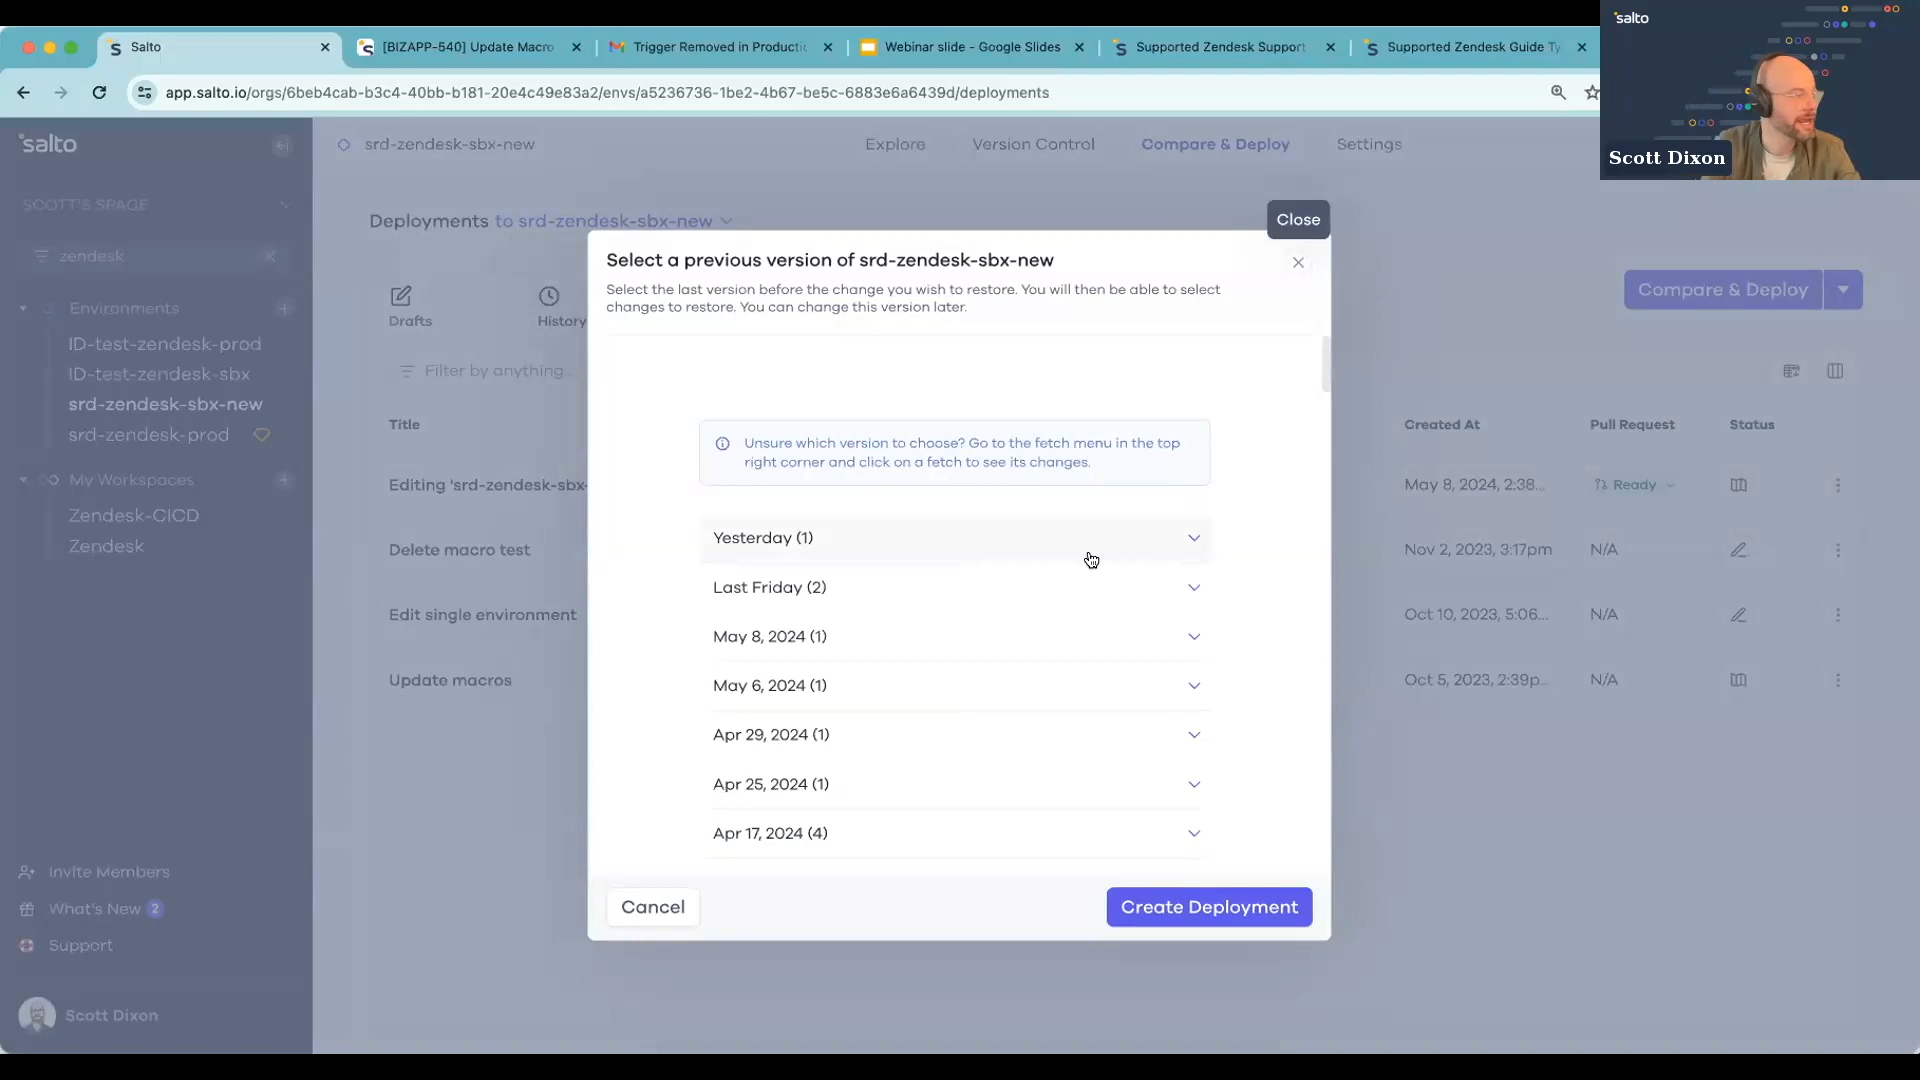 Salto
[BIZAPP-540] Update Macro
Trigger Removed in Producti
Webinar slide - Google Slides
Supported Zendesk Support
Supported Zendesk Guide Ty
salto
app.salto.io/orgs/6beb4cab-b3c4-40bb-b181-20e4c49e83a2/envs/a5236736-1be2-4b67-be5c-6883e6a6439d/deployments
Scott Dixon
salto
srd-zendesk-sbx-new
Explore
Version Control
Compare & Deploy
Settings
SCOTT'S SPACE
zendesk
Environments
ID-test-zendesk-prod
ID-test-zendesk-sbx
srd-zendesk-sbx-new
srd-zendesk-prod
My Workspaces
Zendesk-CICD
Zendesk
Invite Members
What's New 2
Support
Scott Dixon
Deployments to srd-zendesk-sbx-new
Drafts
History
Compare & Deploy
Filter by anything...
Title
Created At
Pull Request
Status
Editing 'srd-zendesk-sbx-
May 8, 2024, 2:38...
Ready
Delete macro test
Nov 2, 2023, 3:17pm
N/A
Edit single environment
Oct 10, 2023, 5:06...
N/A
Update macros
Oct 5, 2023, 2:39p...
N/A
Close
Select a previous version of srd-zendesk-sbx-new
Select the last version before the change you wish to restore. You will then be able to select
changes to restore. You can change this version later.
Unsure which version to choose? Go to the fetch menu in the top
right corner and click on a fetch to see its changes.
Yesterday (1)
Last Friday (2)
May 8, 2024 (1)
May 6, 2024 (1)
Apr 29, 2024 (1)
Apr 25, 2024 (1)
Apr 17, 2024 (4)
Cancel
Create Deployment